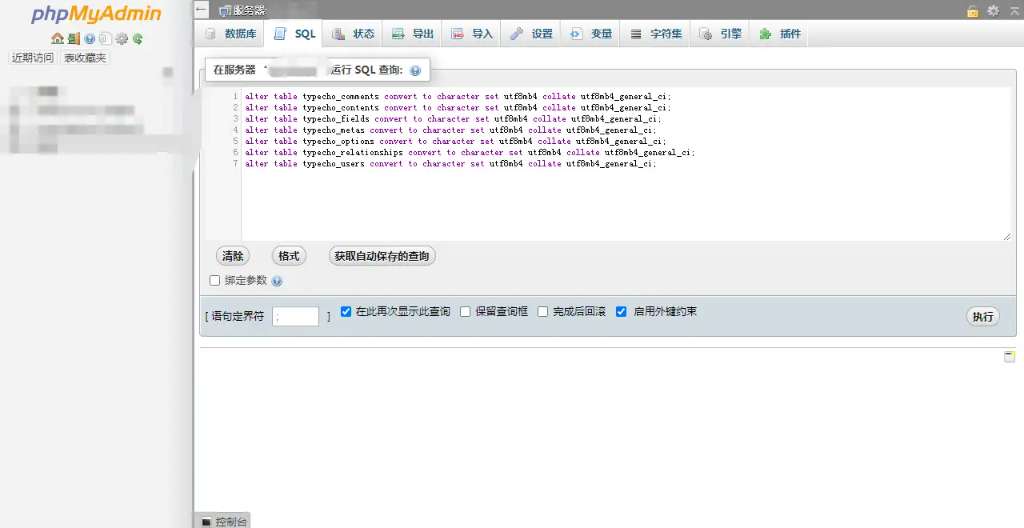 phpMyAdmin
近期访问 表收藏夹
服务器:
数据库 SQL 状态 导出 导入 设置 变量 字符集 引擎 插件
在服务器 运行 SQL 查询:
1 alter table typecho_comments convert to character set utf8mb4 collate utf8mb4_general_ci;
2 alter table typecho_contents convert to character set utf8mb4 collate utf8mb4_general_ci;
3 alter table typecho_fields convert to character set utf8mb4 collate utf8mb4_general_ci;
4 alter table typecho_metas convert to character set utf8mb4 collate utf8mb4_general_ci;
5 alter table typecho_options convert to character set utf8mb4 collate utf8mb4_general_ci;
6 alter table typecho_relationships convert to character set utf8mb4 collate utf8mb4_general_ci;
7 alter table typecho_users convert to character set utf8mb4 collate utf8mb4_general_ci;
清除 格式 获取自动保存的查询
绑定参数
[ 语句定界符 ; ] 在此再次显示此查询 保留查询框 完成后回滚 启用外键约束 执行
控制台